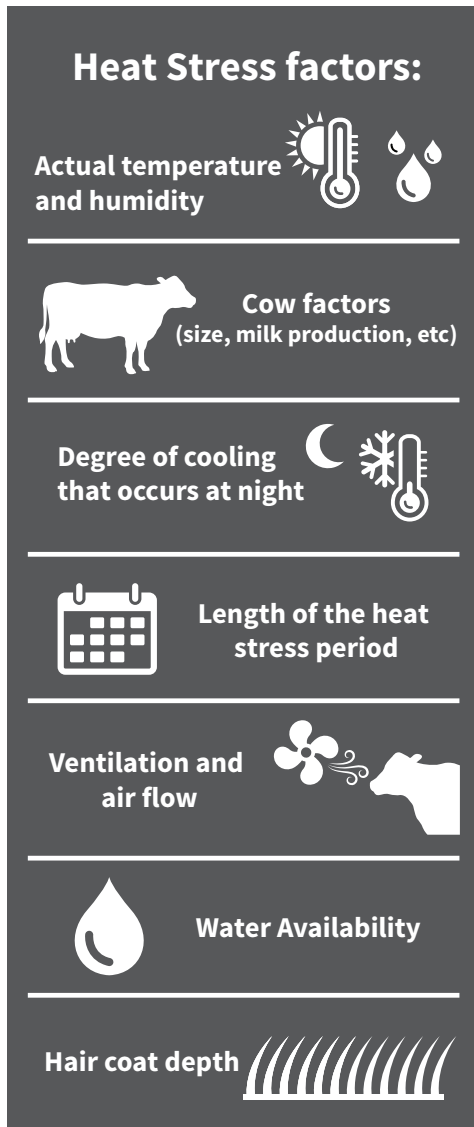 Heat Stress factors:
Actual temperature
and humidity
Cow factors
(size, milk production, etc)
Degree of cooling
that occurs at night
Length of the heat
stress period
Ventilation and
air flow
Water Availability
Hair coat depth